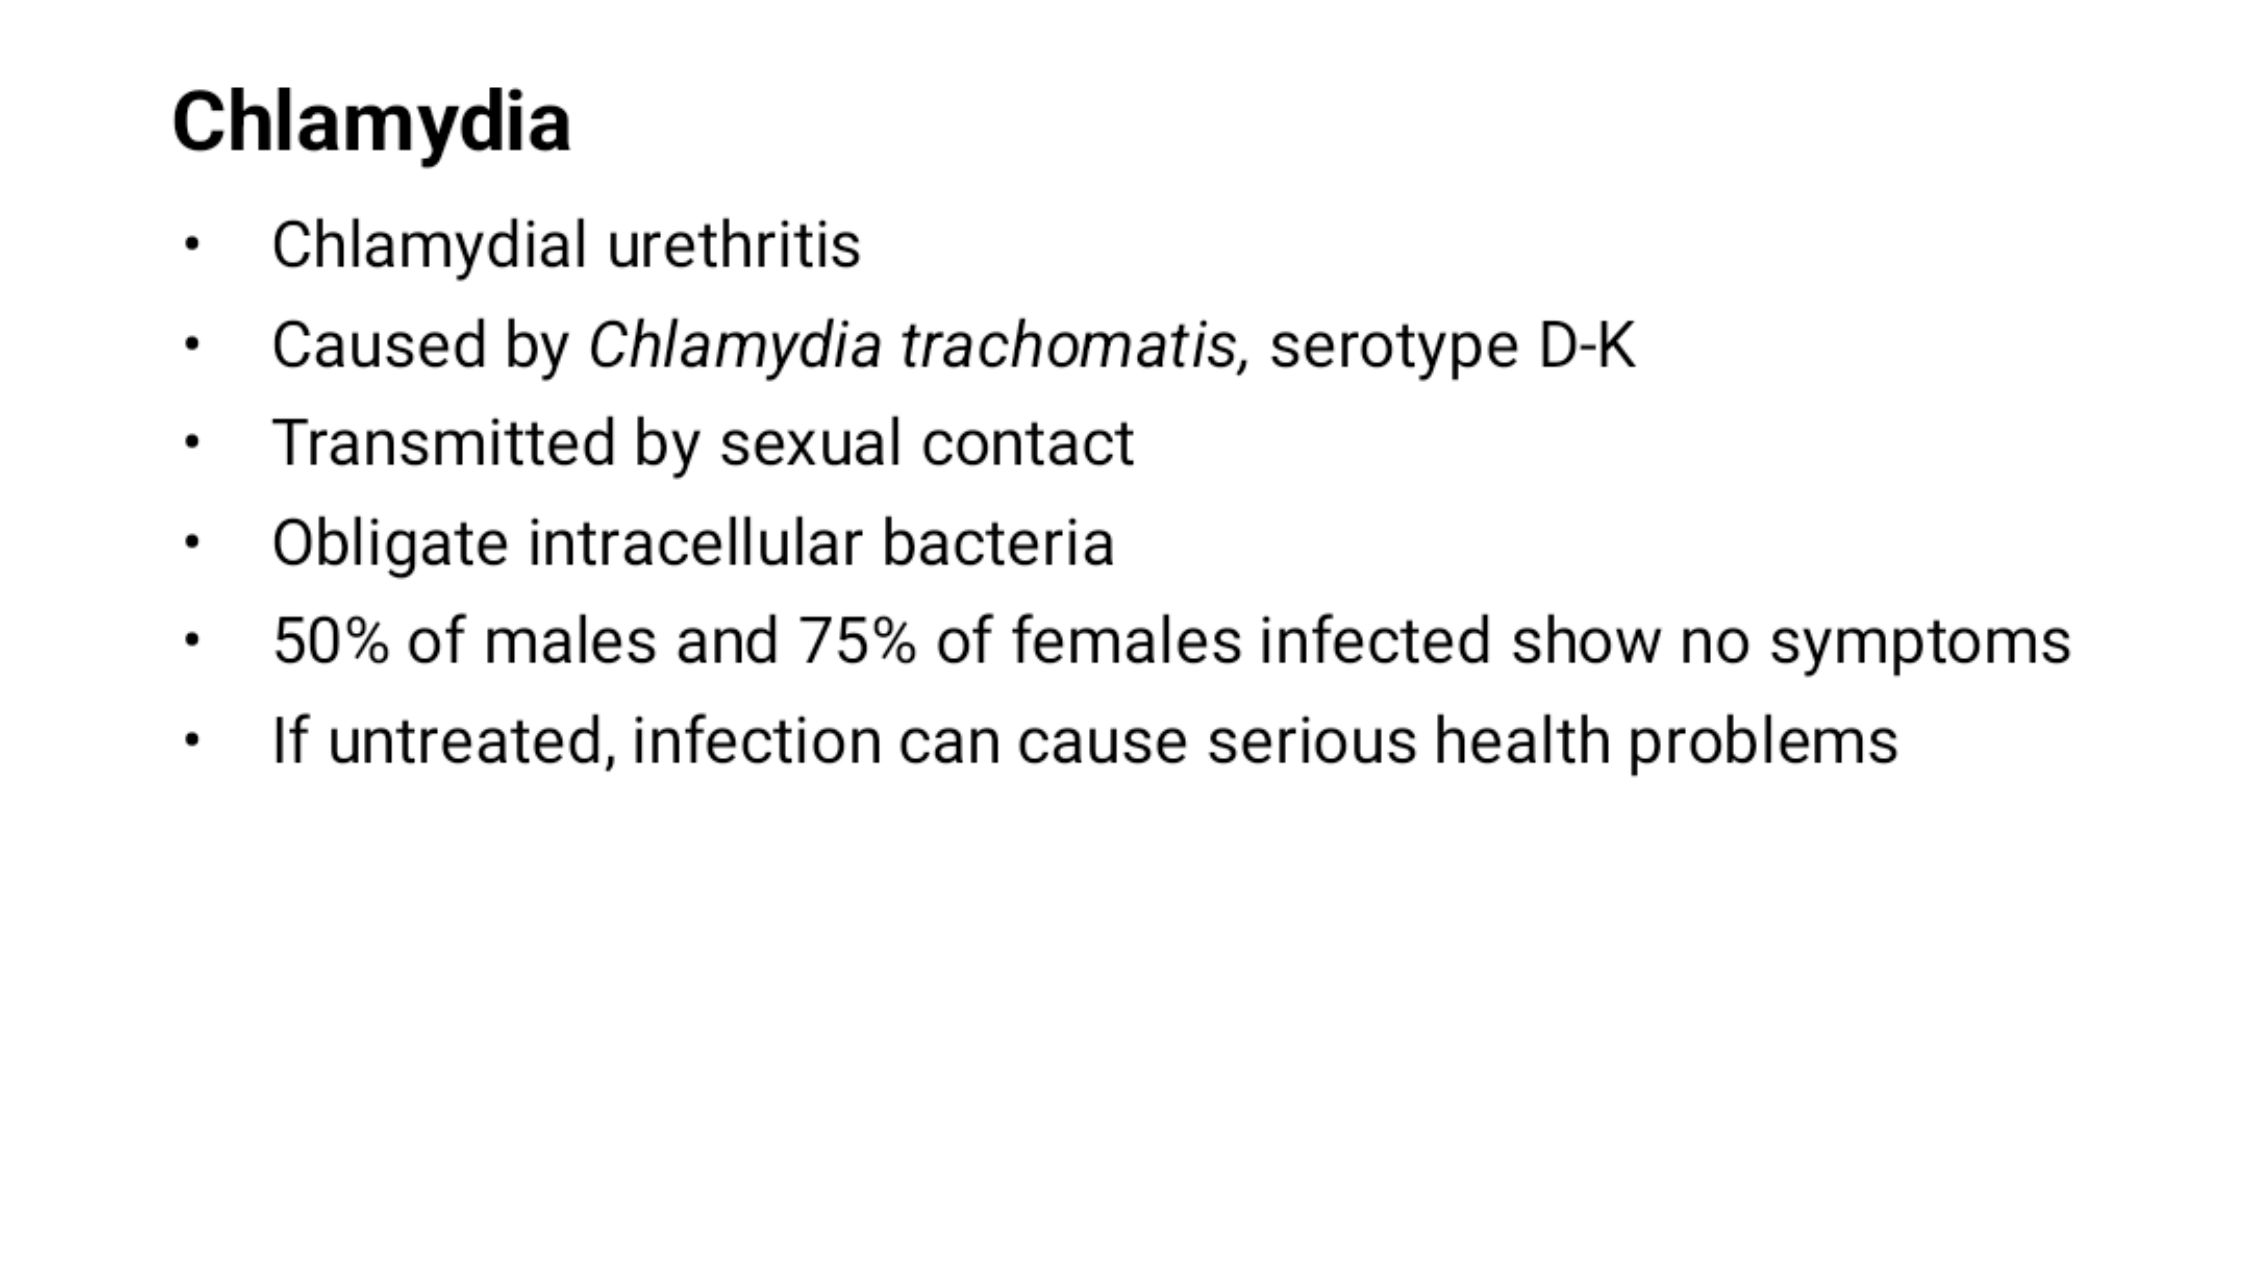 Chlamydia
• Chlamydial urethritis
• Caused by Chlamydia trachomatis, serotype D-K
• Transmitted by sexual contact
• Obligate intracellular bacteria
• 50% of males and 75% of females infected show no symptoms
• If untreated, infection can cause serious health problems